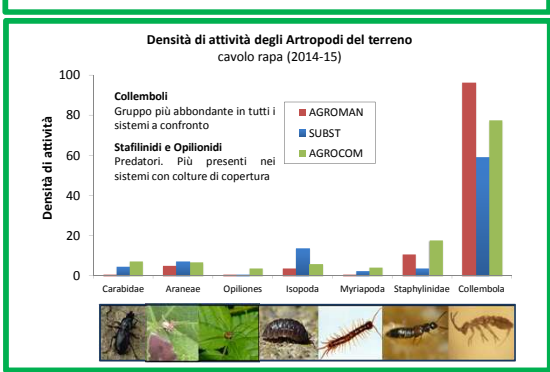 Densità di attività degli Artropodi del terreno
cavolo rapa (2014-15)
Densità di attività
100
80
60
40
20
0
Collemboli
Gruppo più abbondante in tutti i
sistemi a confronto
Stafilinidi e Opilionidi
Predatori. Più presenti nei
sistemi con colture di copertura
AGROMAN
SUBST
AGROCOM
Carabidae Araneae Opiliones Isopoda Myriapoda Staphylinidae Collembola